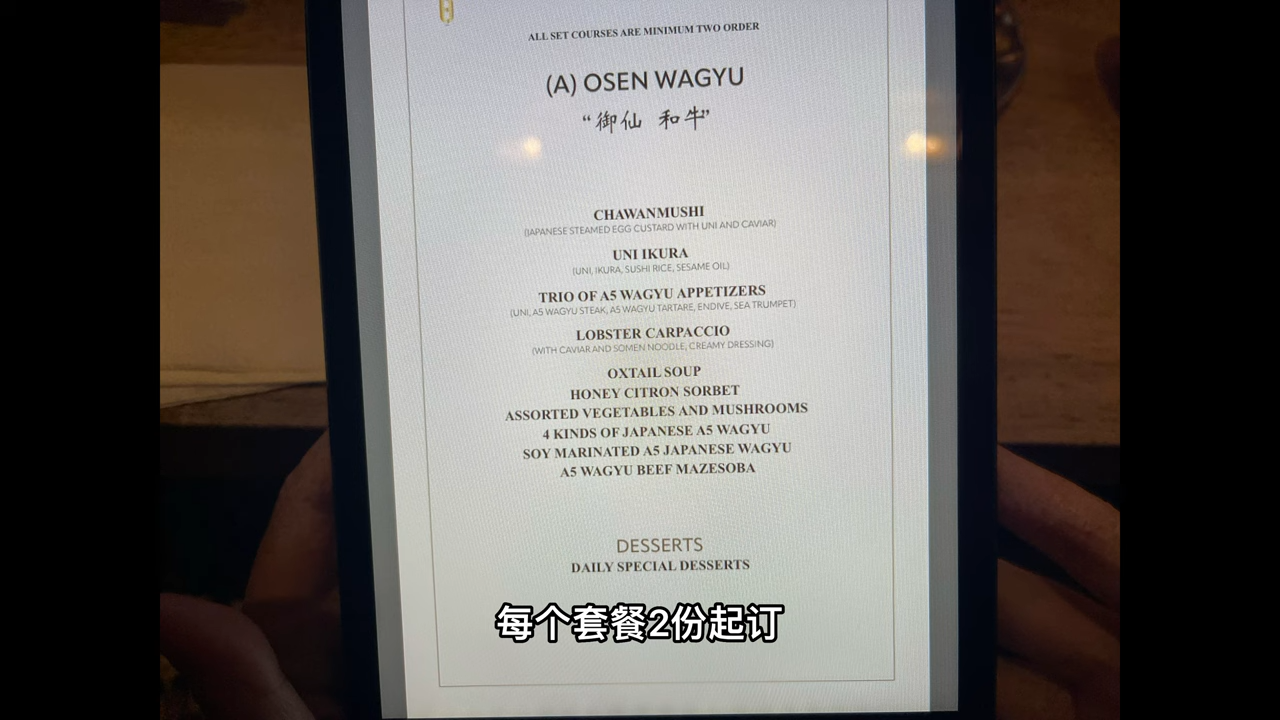 ALL SET COURSES ARE MINIMUM TWO ORDER
(A) OSEN WAGYU
“御仙 和牛”
CHAWANMUSHI
(JAPANESE STEAMED EGG CUSTARD WITH UNI AND CAVIAR)
UNI IKURA
(UNI, IKURA, SUSHI RICE, SESAME OIL)
TRIO OF A5 WAGYU APPETIZERS
(UNI, A5 WAGYU STEAK, A5 WAGYU TARTARE, ENDIVE, SEA TRUMPET)
LOBSTER CARPACCIO
(WITH CAVIAR AND SOMEN NOODLE, CREAMY DRESSING)
OXTAIL SOUP
HONEY CITRON SORBET
ASSORTED VEGETABLES AND MUSHROOMS
4 KINDS OF JAPANESE A5 WAGYU
SOY MARINATED A5 JAPANESE WAGYU
A5 WAGYU BEEF MAZESOBA
DESSERTS
DAILY SPECIAL DESSERTS
每个套餐2份起订